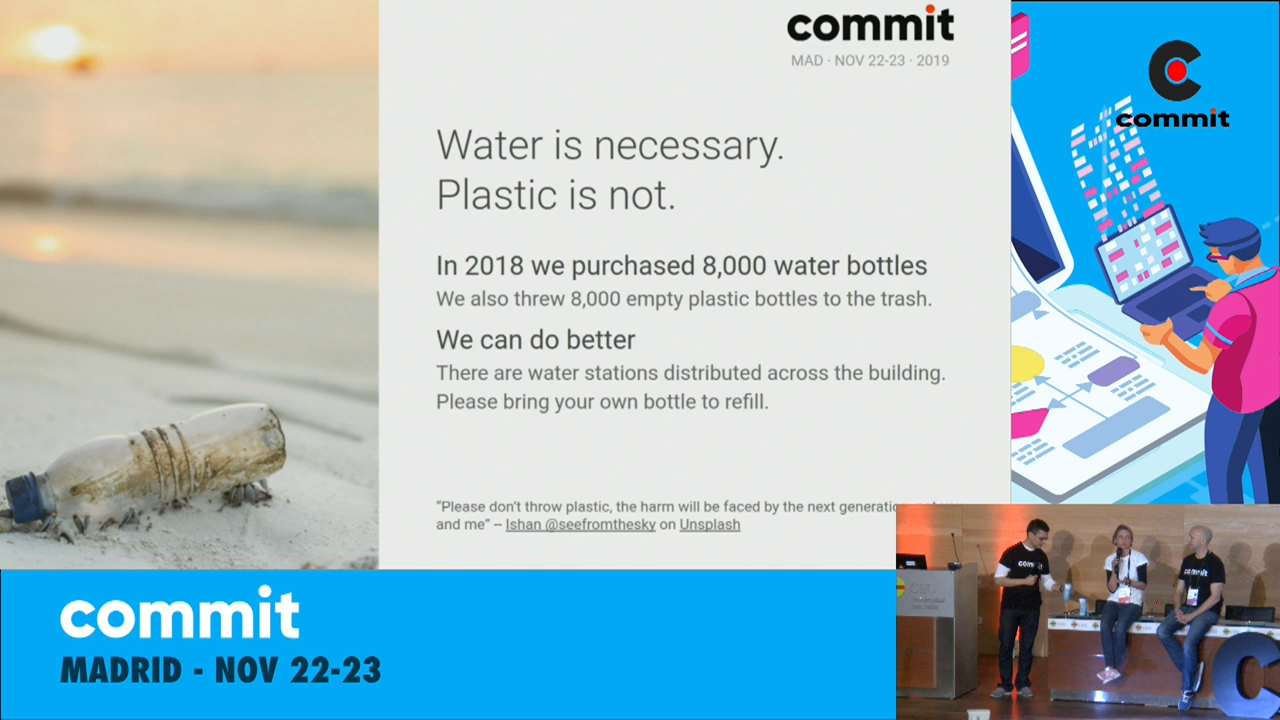 commit
MAD · NOV 22-23 · 2019
commit
Water is necessary.
Plastic is not.
In 2018 we purchased 8,000 water bottles
We also threw 8,000 empty plastic bottles to the trash.
We can do better
There are water stations distributed across the building.
Please bring your own bottle to refill.
“Please don’t throw plastic, the harm will be faced by the next
and me” – Ishan @seefromthesky on Unsplash
commit
MADRID - NOV 22-23
commit
commit
C